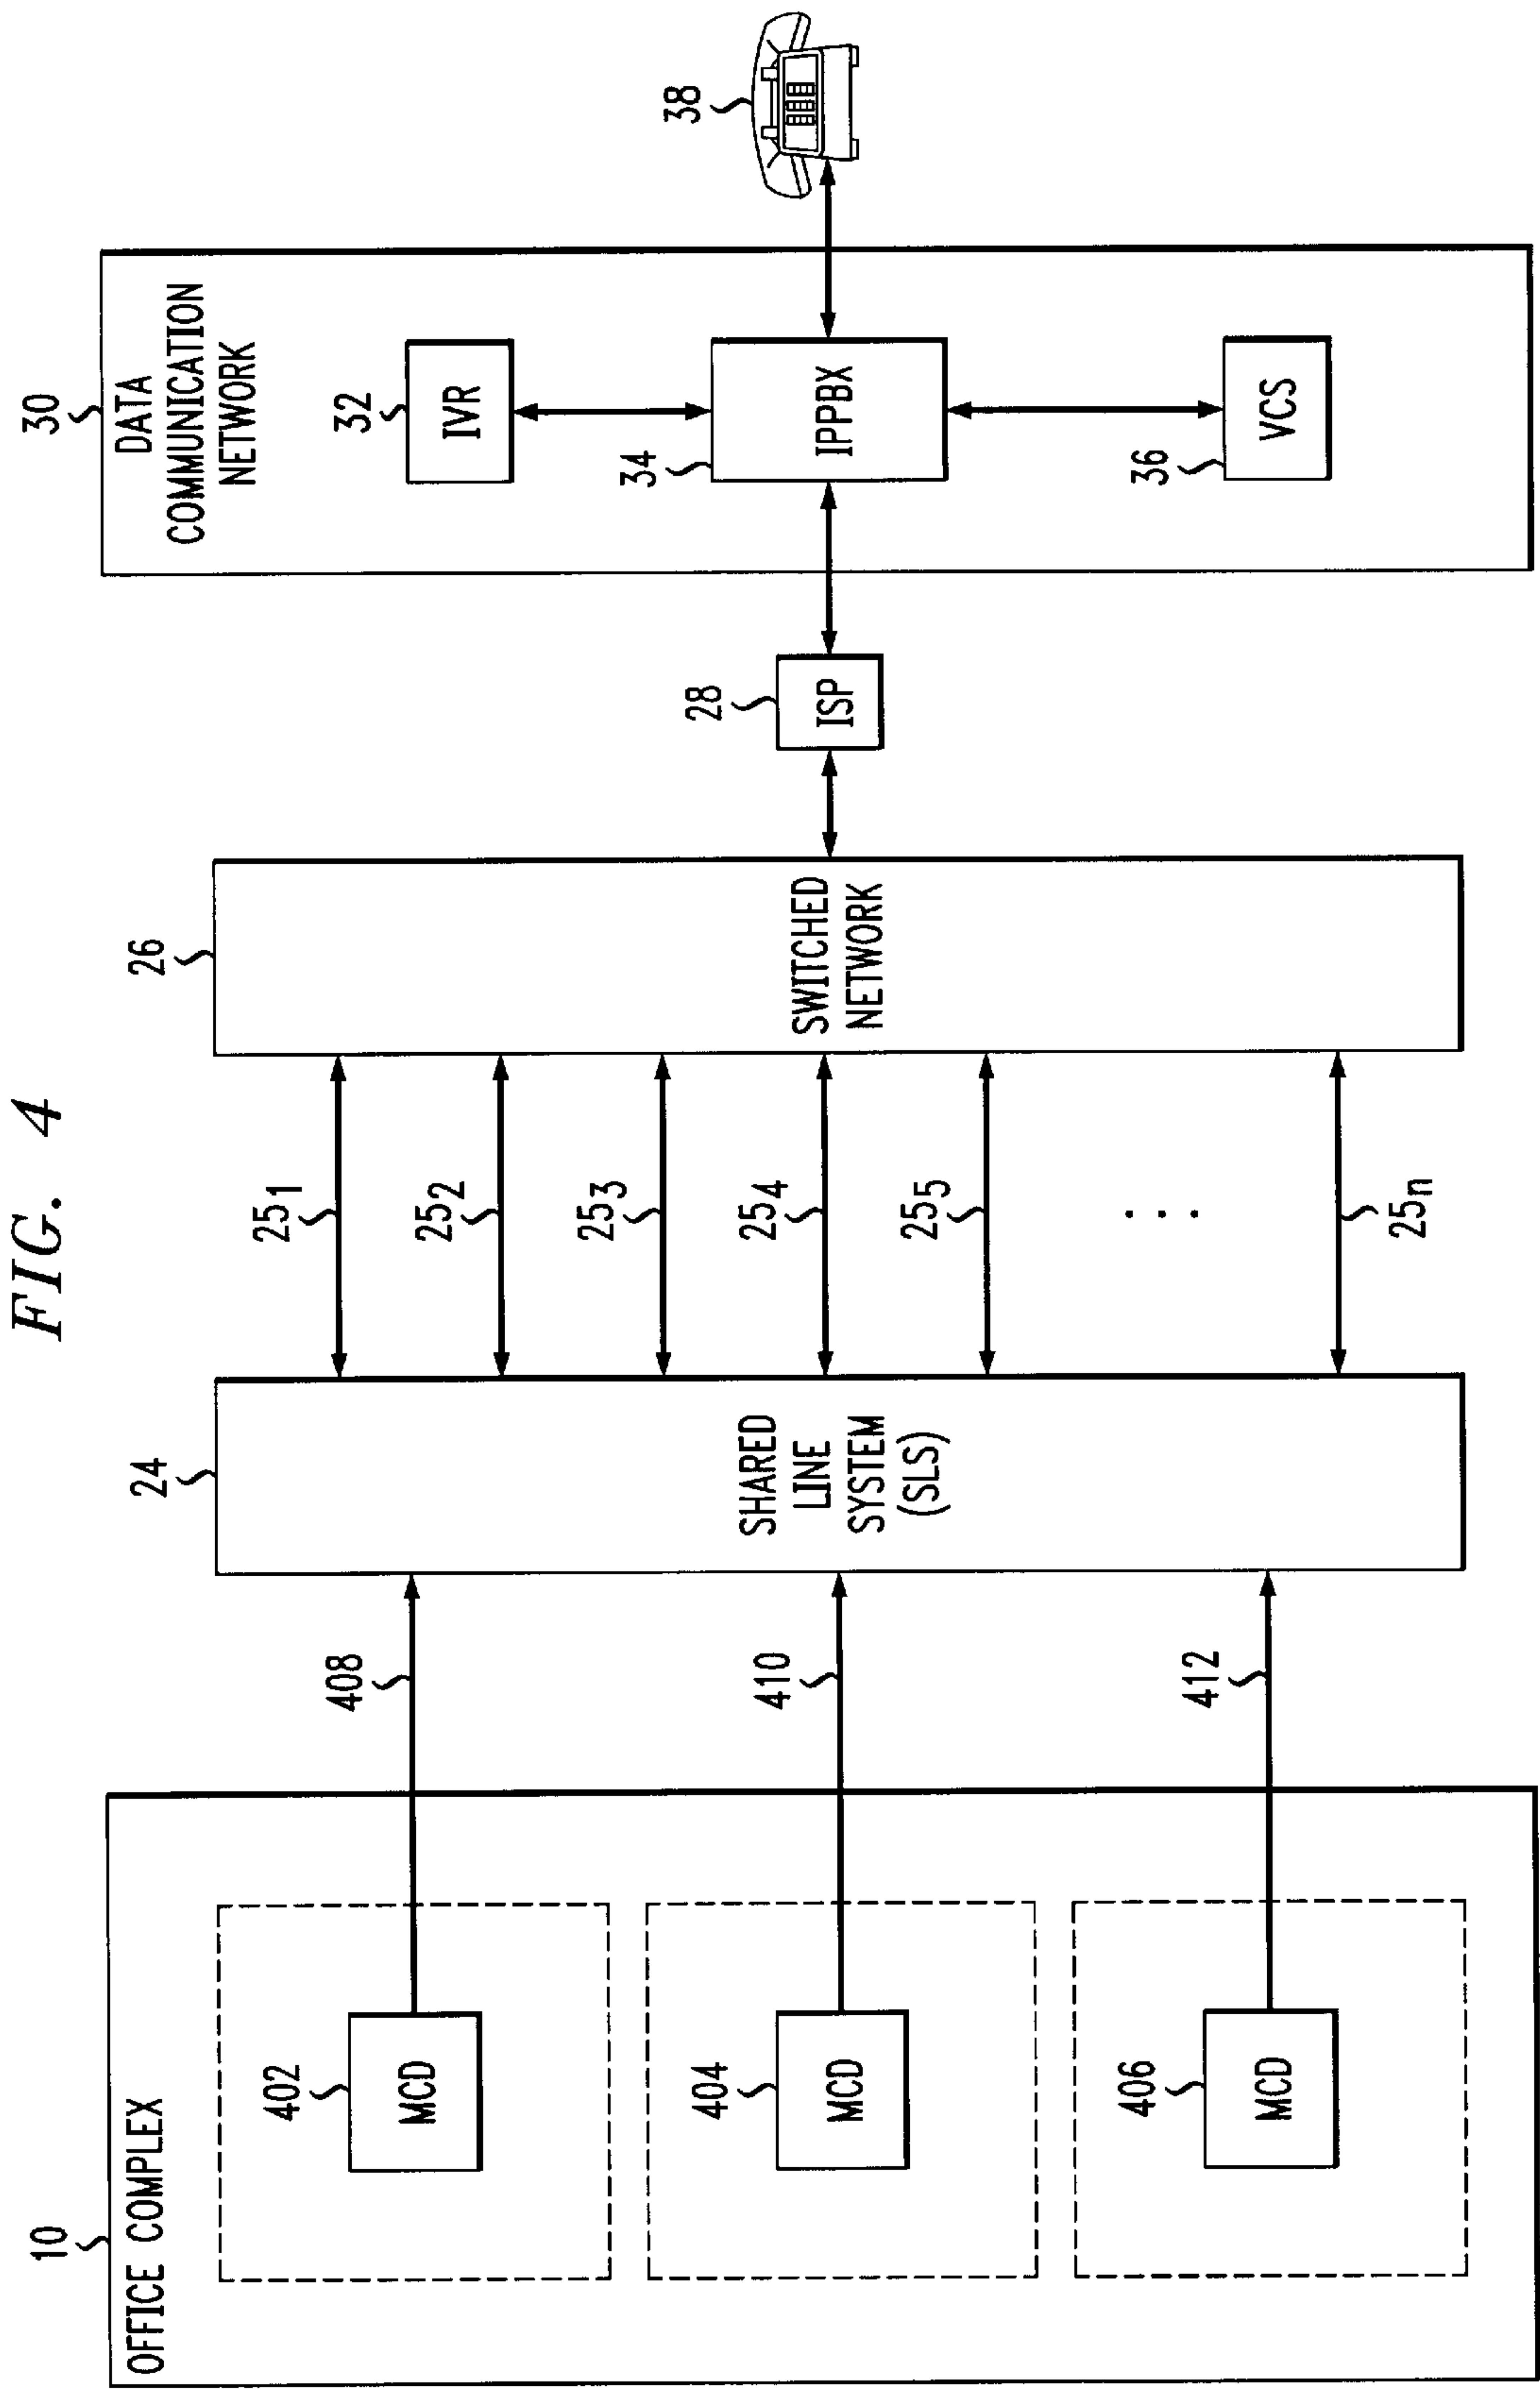 FIG. 4
10
OFFICE COMPLEX
402
MCD
404
MCD
406
MCD
408
410
412
24
SHARED
LINE
SYSTEM
(SLS)
25₁
25₂
25₃
25₄
25₅
. . .
25ₙ
26
SWITCHED
NETWORK
28
ISP
30
DATA
COMMUNICATION
NETWORK
32
IVR
34
IPPBX
36
VCS
38